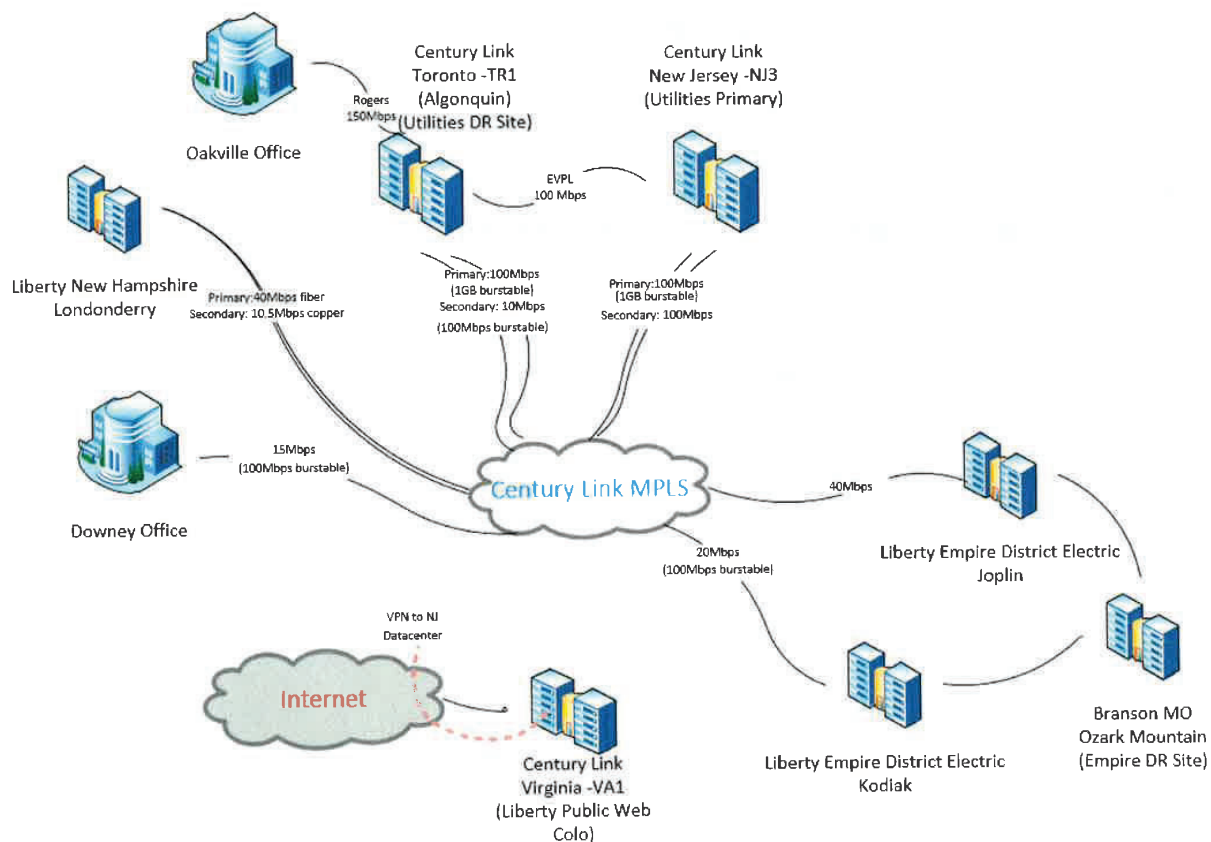 Century Link
Toronto -TR1
(Algonquin)
(Utilities DR Site)
Century Link
New Jersey -NJ3
(Utilities Primary)
Rogers
150Mbps
Oakville Office
EVPL
100 Mbps
Liberty New Hampshire
Londonderry
Primary:40Mbps fiber
Secondary: 10.5Mbps copper
Primary:100Mbps
(1GB burstable)
Secondary: 10Mbps
(100Mbps burstable)
Primary:100Mbps
(1GB burstable)
Secondary: 100Mbps
15Mbps
(100Mbps burstable)
Downey Office
Century Link MPLS
40Mbps
Liberty Empire District Electric
Joplin
20Mbps
(100Mbps burstable)
VPN to NJ
Datacenter
Internet
Century Link
Virginia -VA1
(Liberty Public Web
Colo)
Liberty Empire District Electric
Kodiak
Branson MO
Ozark Mountain
(Empire DR Site)